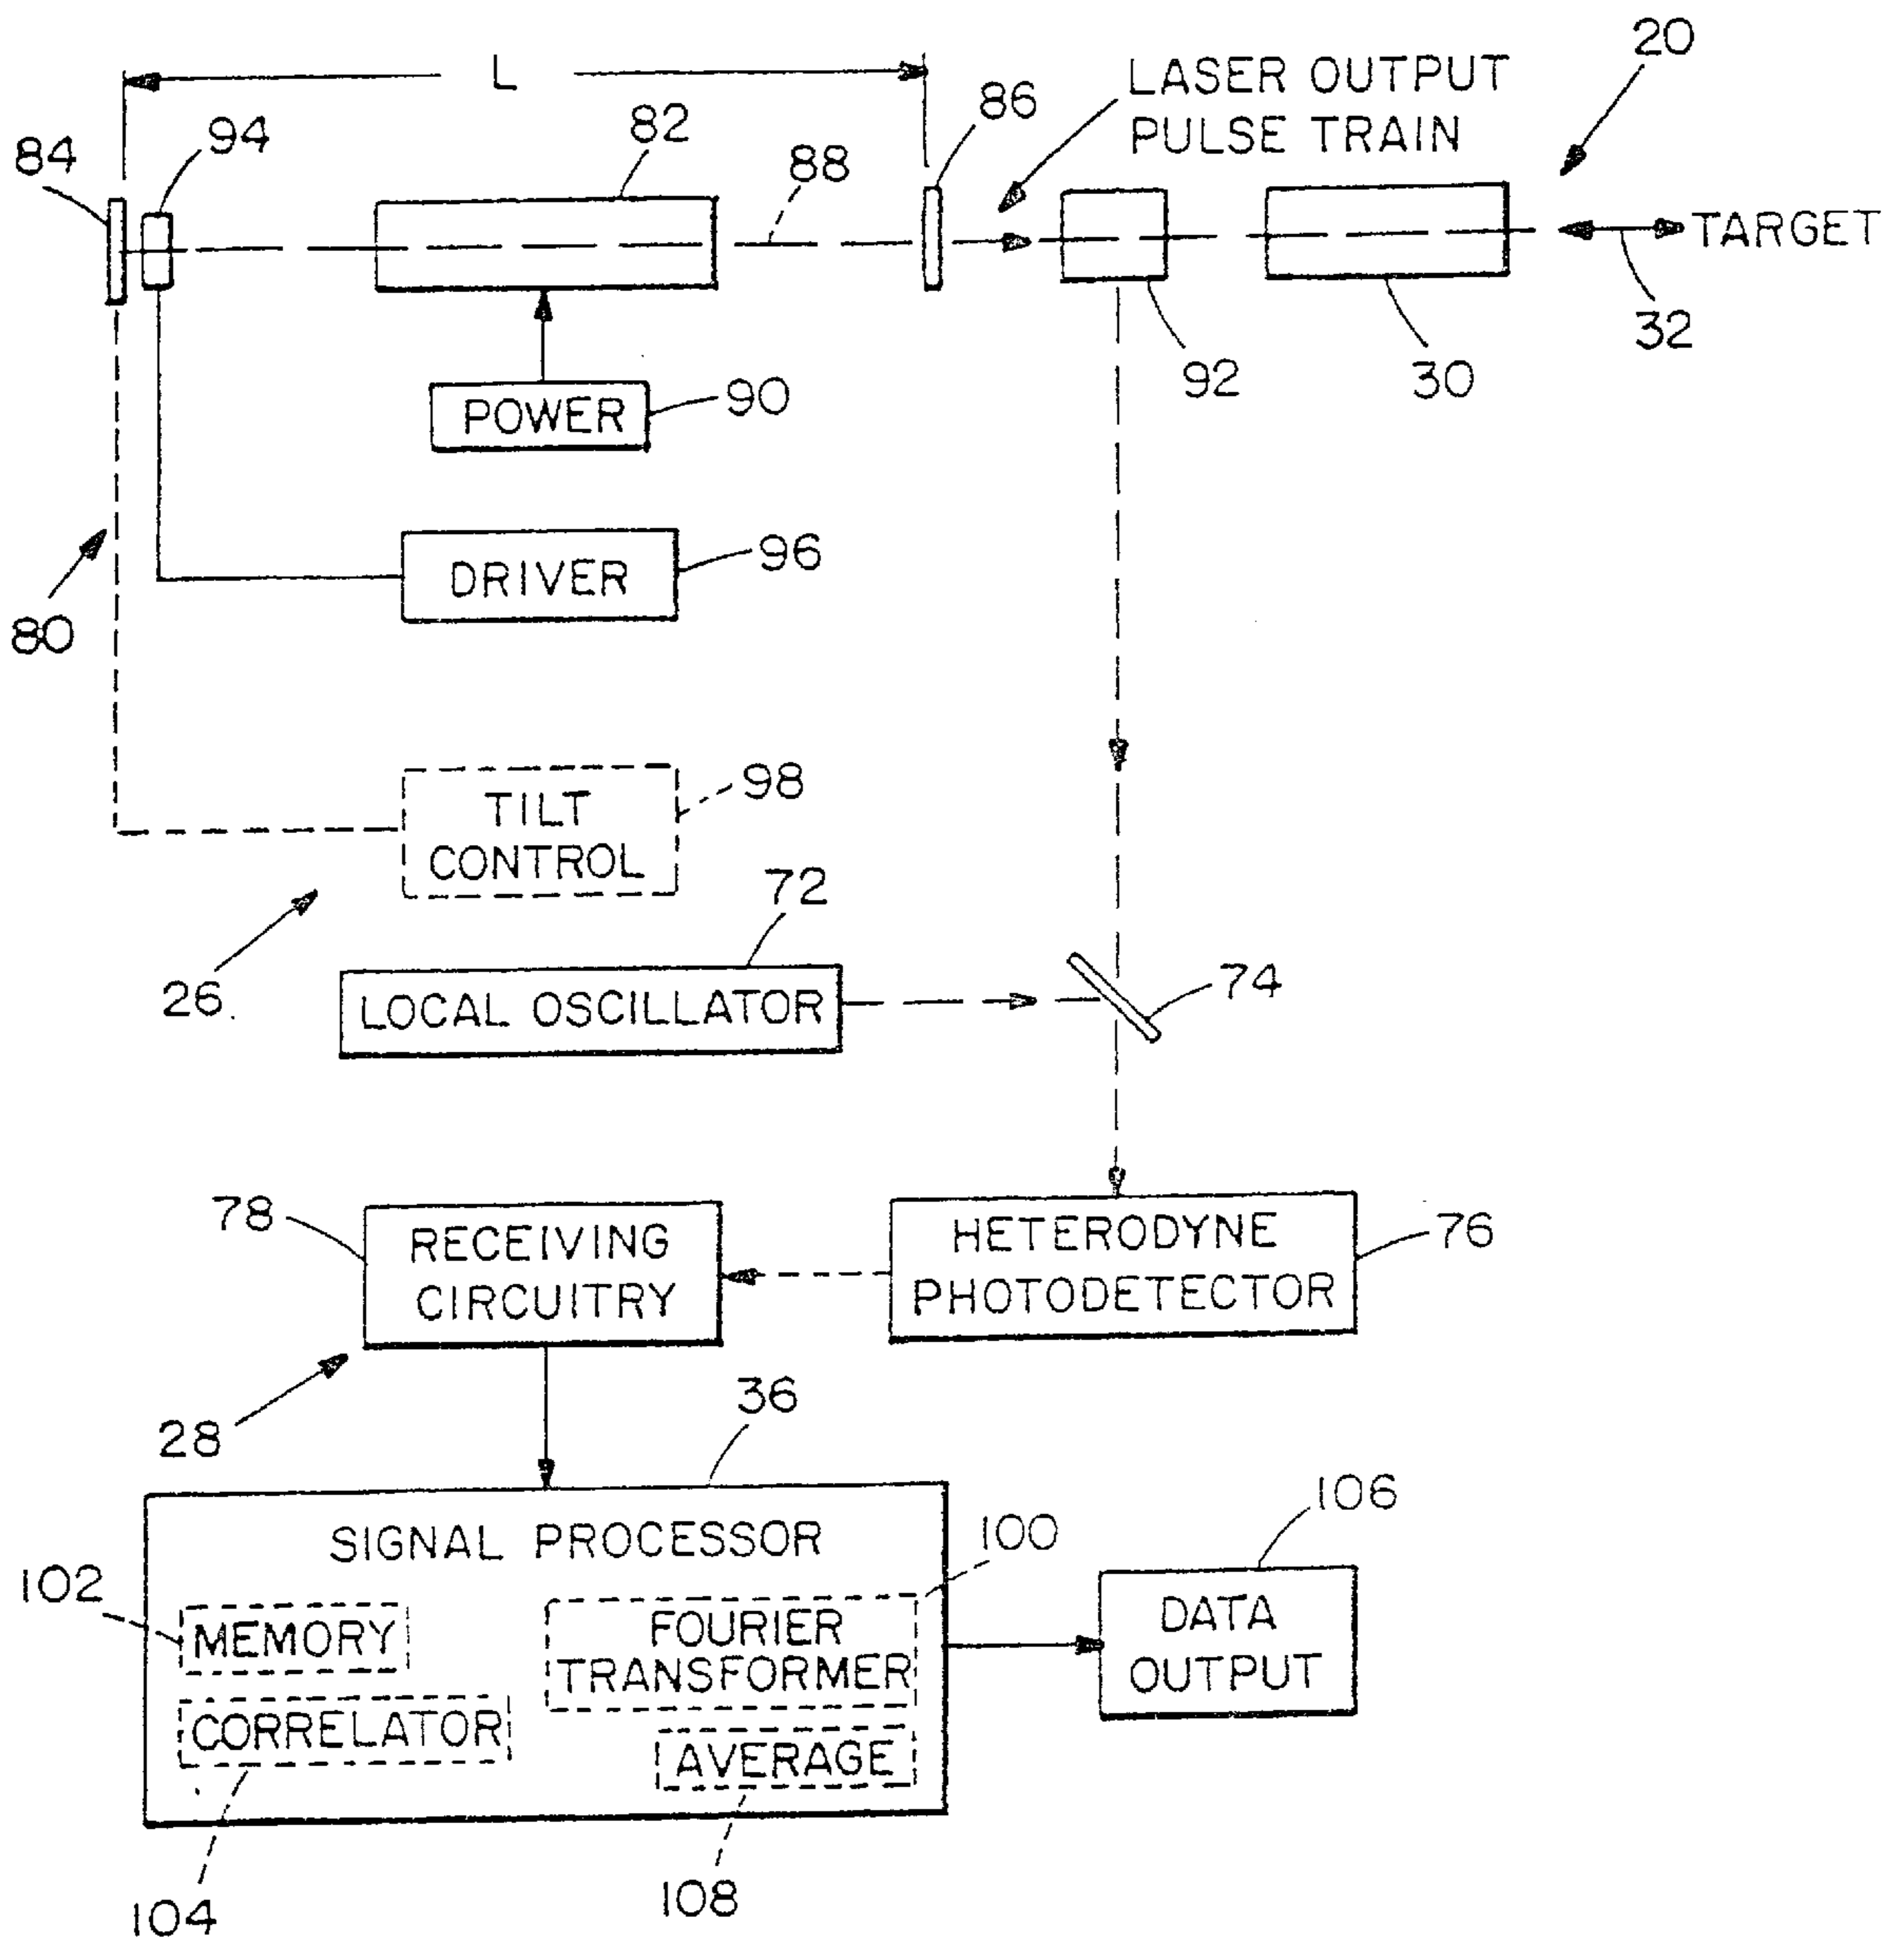 20
L
LASER OUTPUT
PULSE TRAIN
86
82
94
84
88
TARGET
32
92
30
POWER
90
DRIVER
96
80
TILT
CONTROL
98
72
26
LOCAL OSCILLATOR
74
78
RECEIVING
CIRCUITRY
HETERODYNE
PHOTODETECTOR
76
28
36
106
SIGNAL PROCESSOR
100
102
MEMORY
FOURIER
TRANSFORMER
DATA
OUTPUT
CORRELATOR
AVERAGE
108
104